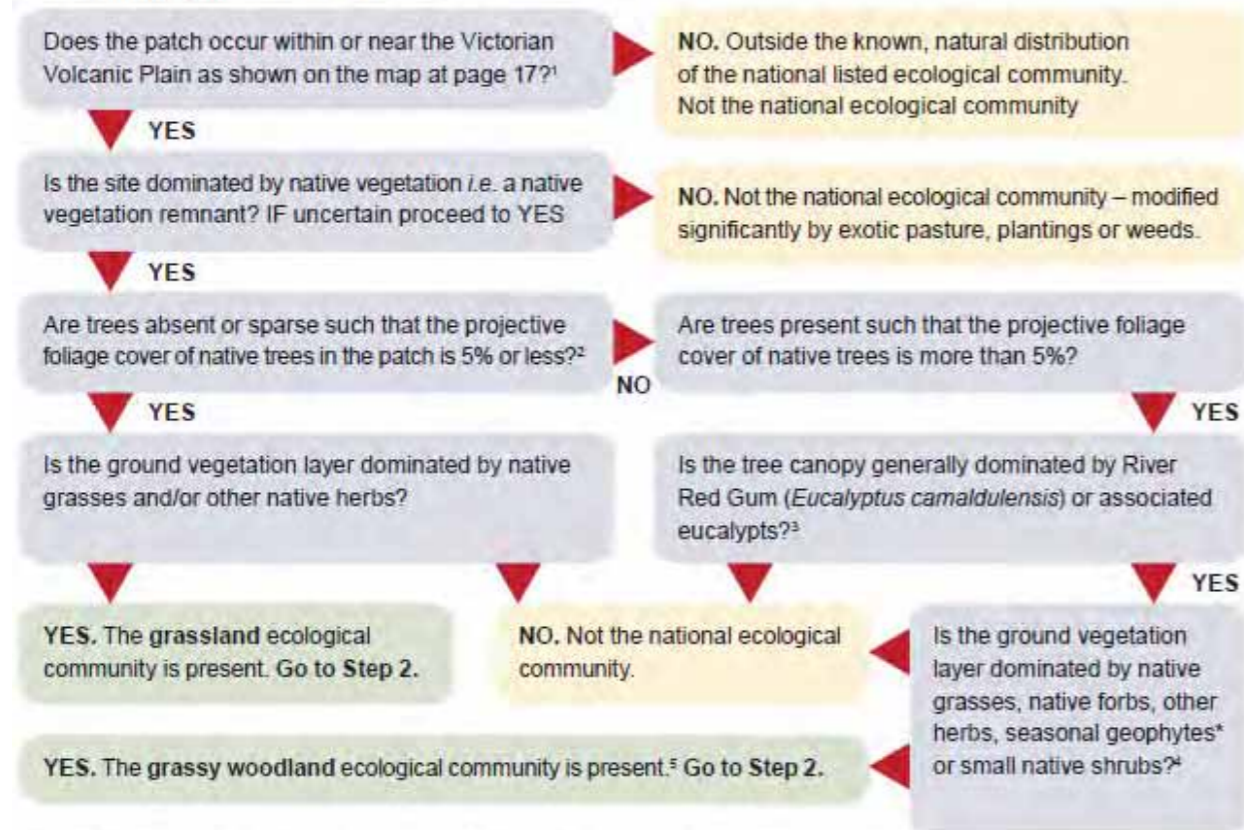 Does the patch occur within or near the Victorian
Volcanic Plain as shown on the map at page 17?¹
NO. Outside the known, natural distribution
of the national listed ecological community.
Not the national ecological community
YES
Is the site dominated by native vegetation i.e. a native
vegetation remnant? IF uncertain proceed to YES
NO. Not the national ecological community – modified
significantly by exotic pasture, plantings or weeds.
YES
Are trees absent or sparse such that the projective
foliage cover of native trees in the patch is 5% or less?²
NO
Are trees present such that the projective foliage
cover of native trees is more than 5%?
YES
YES
Is the ground vegetation layer dominated by native
grasses and/or other native herbs?
Is the tree canopy generally dominated by River
Red Gum (Eucalyptus camaldulensis) or associated
eucalypts?³
YES
YES. The grassland ecological
community is present. Go to Step 2.
NO. Not the national ecological
community.
Is the ground vegetation
layer dominated by native
grasses, native forbs, other
herbs, seasonal geophytes*
or small native shrubs?⁴
YES. The grassy woodland ecological community is present.⁵ Go to Step 2.